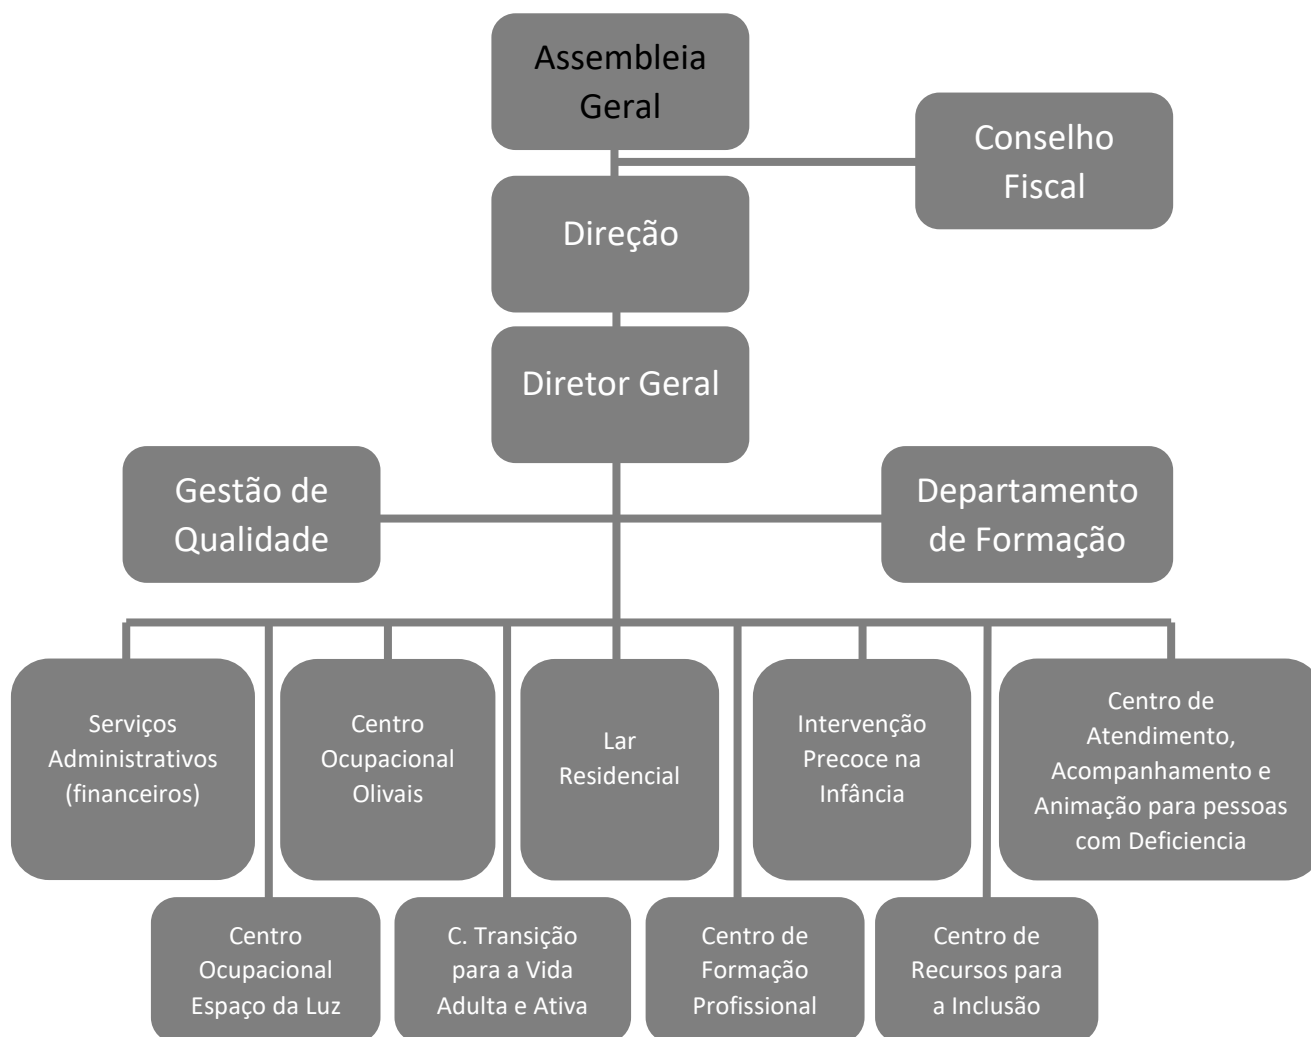 Assembleia
Geral
Conselho
Fiscal
Direção
Diretor Geral
Gestão de
Qualidade
Departamento
de Formação
Serviços
Administrativos
(financeiros)
Centro
Ocupacional
Olivais
Lar
Residencial
Intervenção
Precoce na
Infância
Centro de
Atendimento,
Acompanhamento e
Animação para pessoas
com Deficiencia
Centro
Ocupacional
Espaço da Luz
C. Transição
para a Vida
Adulta e Ativa
Centro de
Formação
Profissional
Centro de
Recursos para
a Inclusão